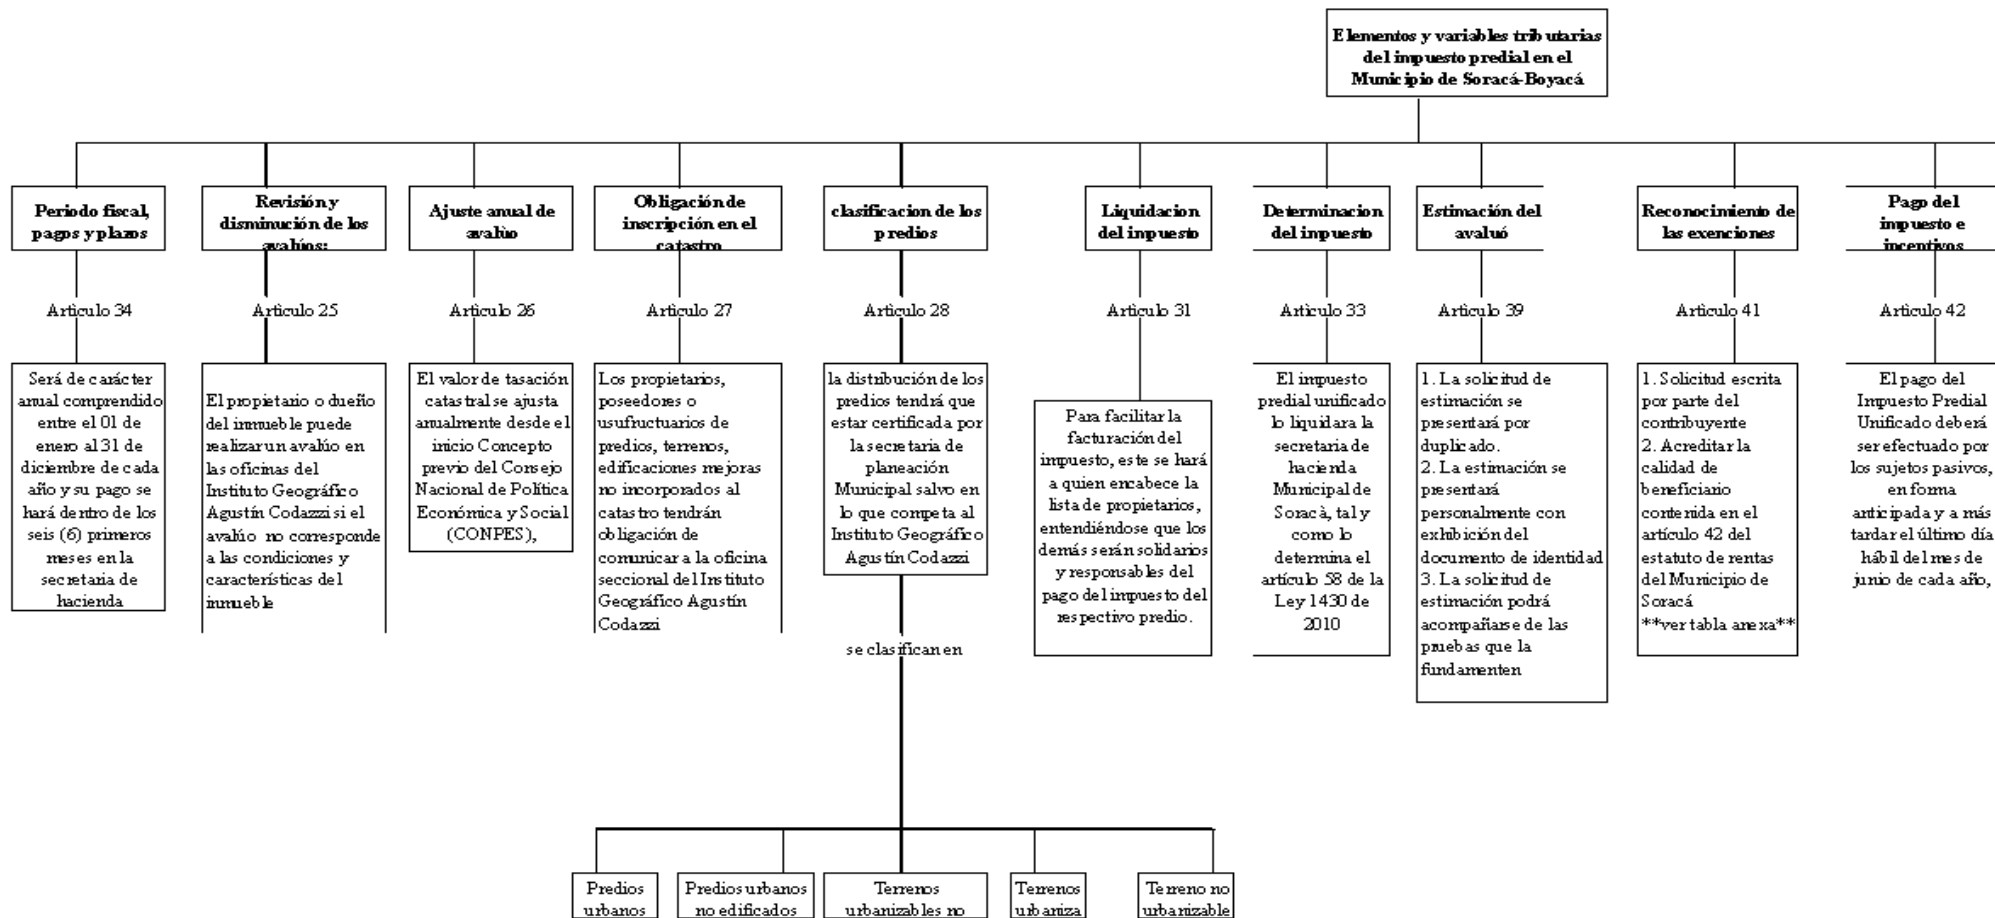 Elementos y variables tributarias
del impuesto predial en el
Municipio de Soracá-Boyacá
Periodo fiscal,
pagos y plazos
Revisión y
disminución de los
avalúos:
Ajuste anual de
avalúo
Obligación de
inscripción en el
catastro
clasificacion de los
predios
Liquidacion
del impuesto
Determinacion
del impuesto
Estimación del
avaluó
Reconocimiento de
las exenciones
Pago del
impuesto e
incentivos
Artìculo 34
Artìculo 25
Artìculo 26
Artìculo 27
Artìculo 28
Artìculo 31
Artìculo 33
Artìculo 39
Artìculo 41
Artìculo 42
Será de carácter
anual comprendido
entre el 01 de
enero al 31 de
diciembre de cada
año y su pago se
hará dentro de los
seis (6) primeros
meses en la
secretaria de
hacienda
El propietario o dueño
del inmueble puede
realizar un avalúo en
las oficinas del
Instituto Geográfico
Agustín Codazzi si el
avalúo no corresponde
a las condiciones y
características del
inmueble
El valor de tasación
catastral se ajusta
anualmente desde el
inicio Concepto
previo del Consejo
Nacional de Política
Económica y Social
(CONPES),
Los propietarios,
poseedores o
usufructuarios de
predios, terrenos,
edificaciones mejoras
no incorporados al
catastro tendrán
obligación de
comunicar a la oficina
seccional del Instituto
Geográfico Agustín
Codazzi
la distribución de los
predios tendrá que
estar certificada por
la secretaria de
planeación
Municipal salvo en
lo que competa al
Instituto Geográfico
Agustín Codazzi
Para facilitar la
facturación del
impuesto, este se hará
a quien encabece la
lista de propietarios,
entendiéndose que los
demás serán solidarios
y responsables del
pago del impuesto del
respectivo predio.
El impuesto
predial unificado
lo liquidara la
secretaria de
hacienda
Municipal de
Soracà, tal y
como lo
determina el
artículo 58 de la
Ley 1430 de
2010
1. La solicitud de
estimación se
presentará por
duplicado.
2. La estimación se
presentará
personalmente con
exhibición del
documento de identidad
3. La solicitud de
estimación podrá
acompañarse de las
pruebas que la
fundamenten
1. Solicitud escrita
por parte del
contribuyente
2. Acreditar la
calidad de
beneficiario
contenida en el
artículo 42 del
estatuto de rentas
del Municipio de
Soracá
**ver tabla anexa**
El pago del
Impuesto Predial
Unificado deberá
ser efectuado por
los sujetos pasivos,
en forma
anticipada y a más
tardar el último día
hábil del mes de
junio de cada año,
se clasifican en
Predios
urbanos
Predios urbanos
no edificados
Terrenos
urbanizables no
Terrenos
urbaniza
Terreno no
urbanizable